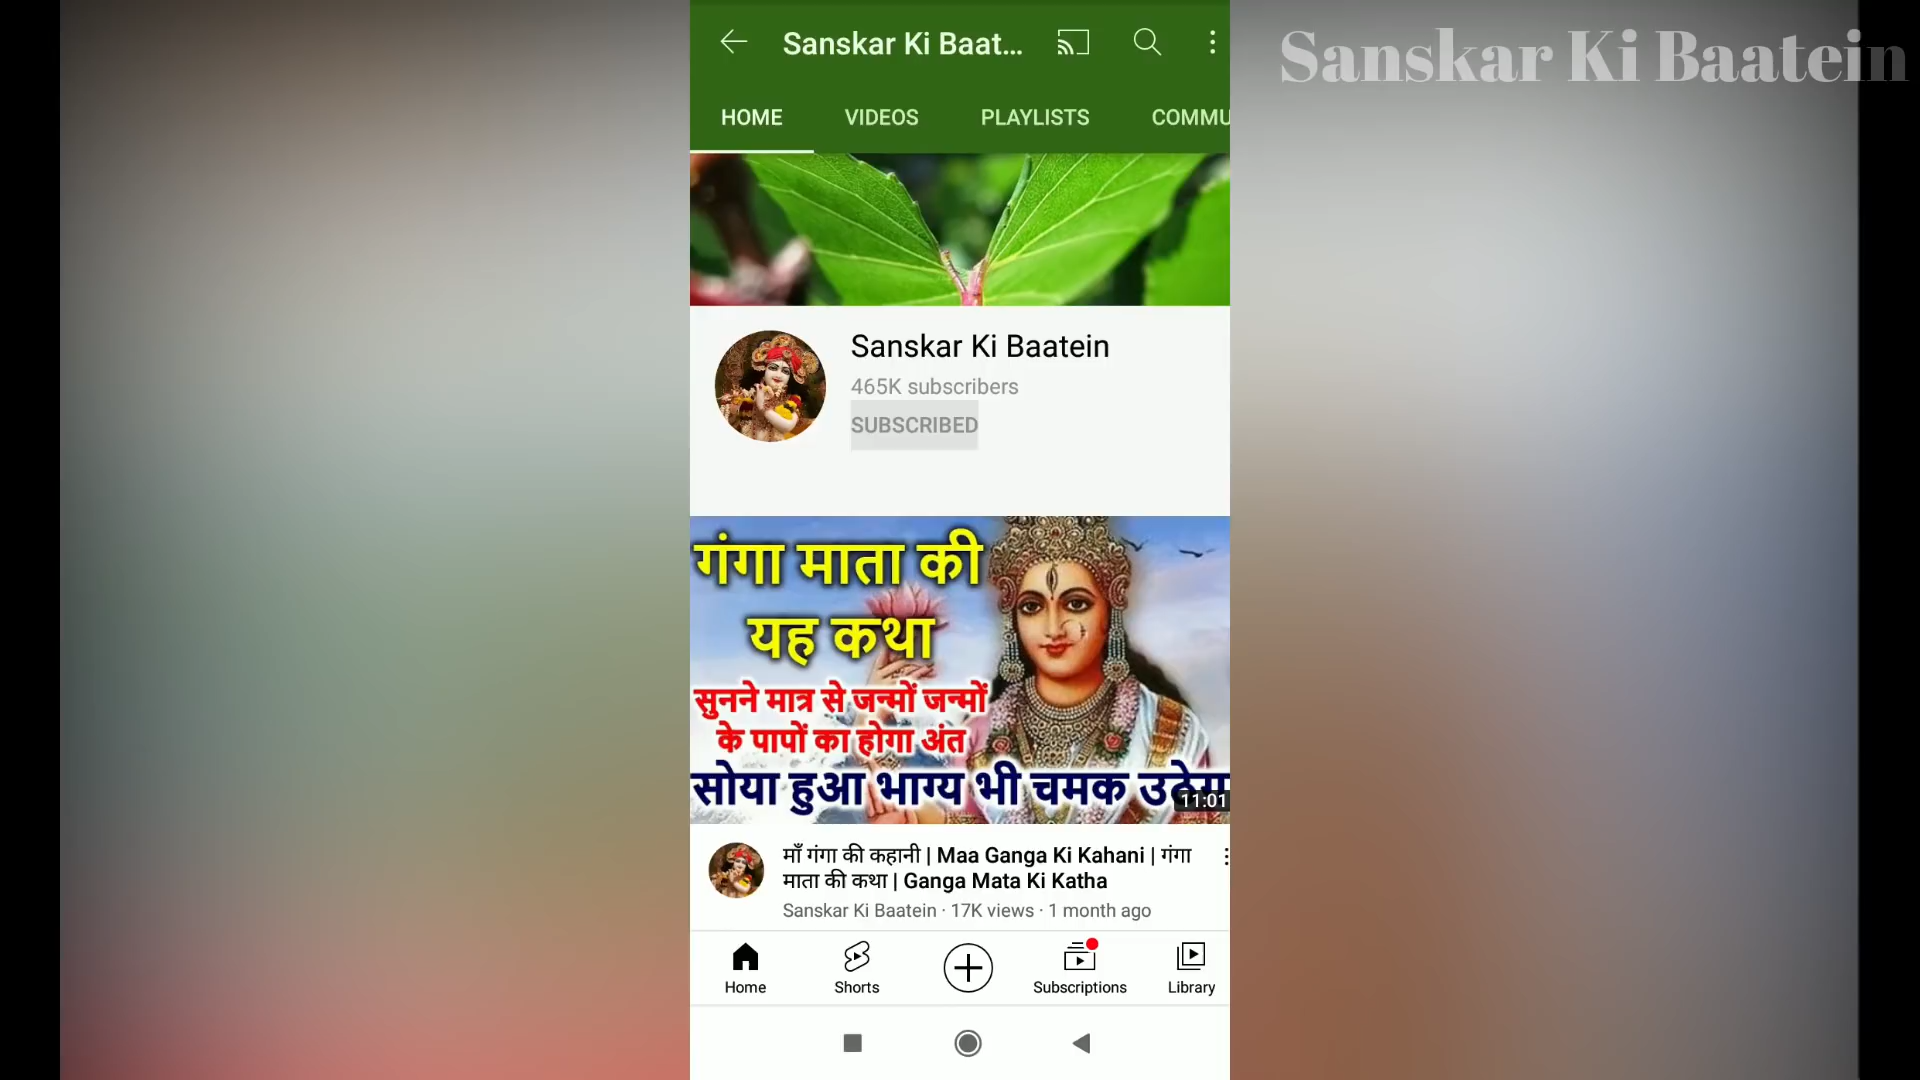 Sanskar Ki Baat...
Sanskar Ki Baatein
HOME VIDEOS PLAYLISTS COMMU
Sanskar Ki Baatein
465K subscribers
SUBSCRIBED
गंगा माता की
यह कथा
सुनने मात्र से जन्मों जन्मों
के पापों का होगा अंत
सोया हुआ भाग्य भी चमक उठेगा
11:01
माँ गंगा की कहानी | Maa Ganga Ki Kahani | गंगा
माता की कथा | Ganga Mata Ki Katha
Sanskar Ki Baatein · 17K views · 1 month ago
Home Shorts Subscriptions Library